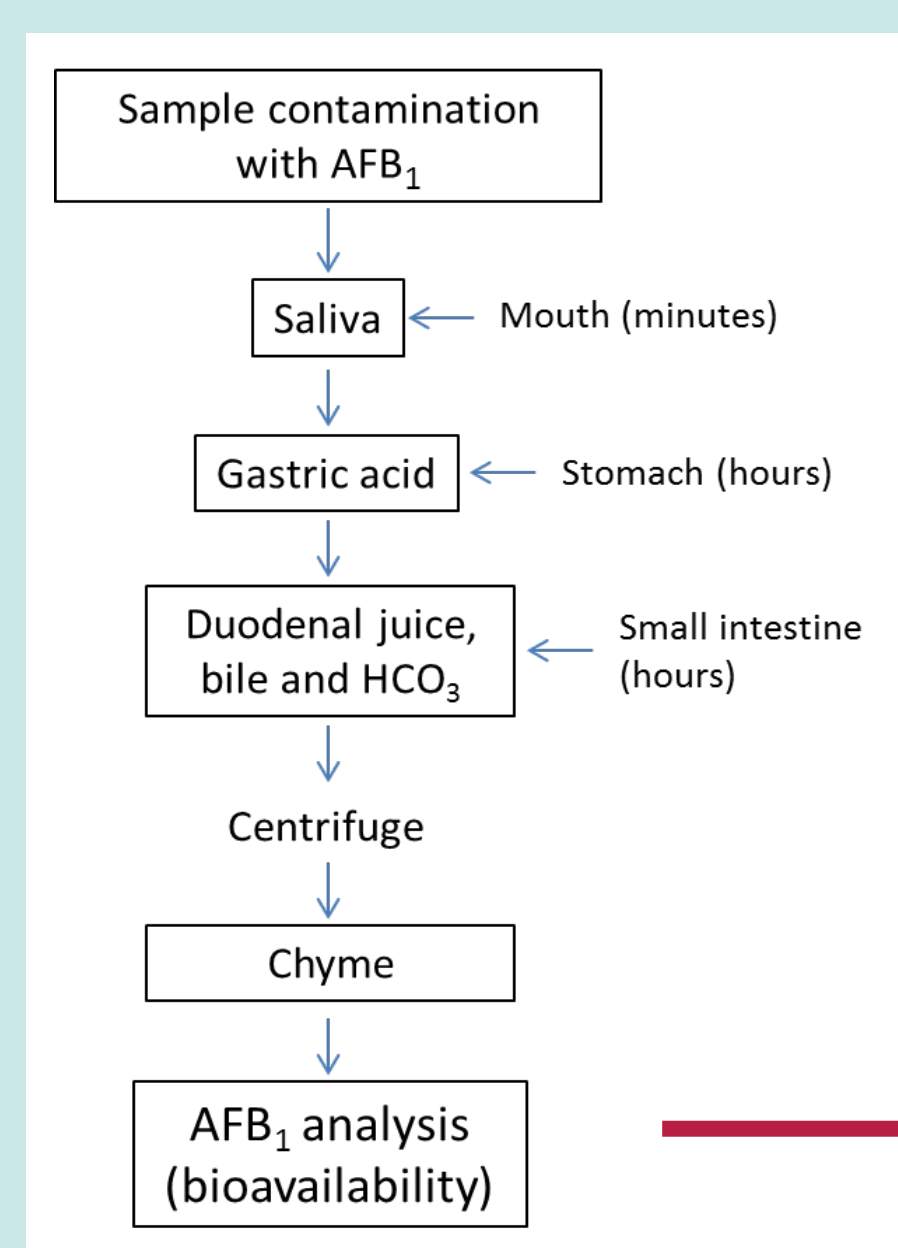 Sample contamination
with AFB₁
Saliva
Mouth (minutes)
Gastric acid
Stomach (hours)
Duodenal juice,
bile and HCO₃
Small intestine
(hours)
Centrifuge
Chyme
AFB₁ analysis
(bioavailability)